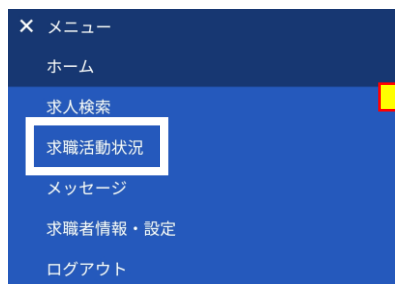 × メニュー
ホーム
求人検索
求職活動状況
メッセージ
求職者情報・設定
ログアウト